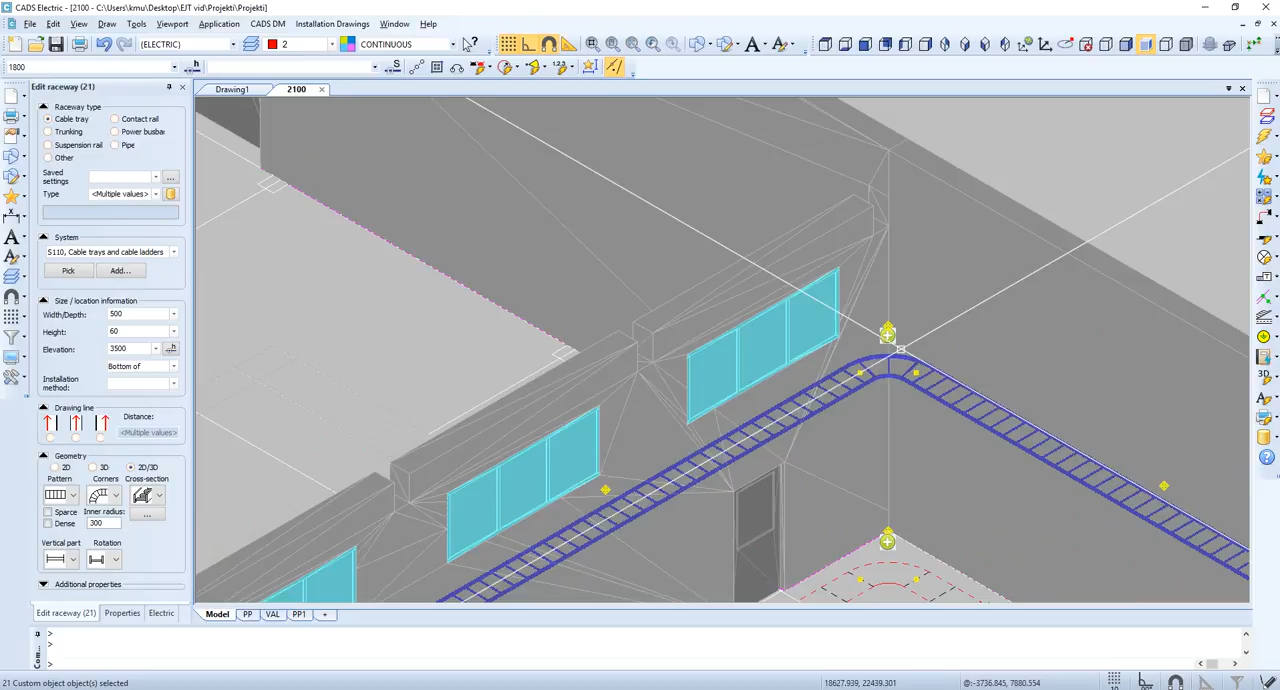 CADS Electric - [2100 - C:\Users\krnu\Desktop\EJT vid\Projekti\Projekti]
File Edit View Draw Tools Viewport Application CADS DM Installation Drawings Window Help
(ELECTRIC) 2 CONTINUOUS
1800
Edit raceway (21)
Drawing1 2100
Raceway type
Cable tray Contact rail
Trunking Power busba
Suspension rail Pipe
Other
Saved settings
Type <Multiple values>
System
S110, Cable trays and cable ladders
Pick Add...
Size / location information
Width/Depth: 500
Height: 60
Elevation: 3500
Bottom of
Installation method:
Drawing line
Distance:
<Multiple values>
Geometry
2D 3D 2D/3D
Pattern Corners Cross-section
Sparse Inner radius:
Dense 300
...
Vertical part Rotation
Additional properties
Edit raceway (21) Properties Electric
Model PP VAL PP1 +
Com...
>
>
>
21 Custom object object(s) selected 18627.939, 22439.301 @:-3736.845, 7880.554